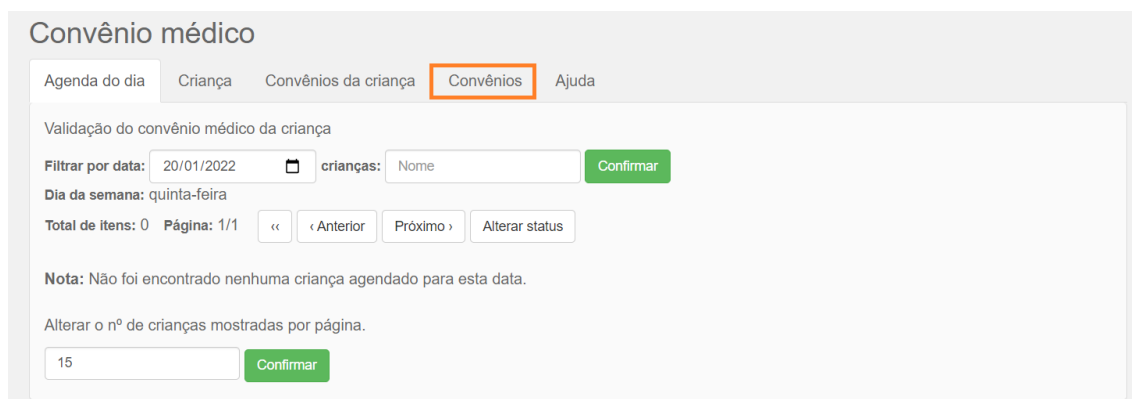 Convênio médico
Agenda do dia Criança Convênios da criança Convênios Ajuda
Validação do convênio médico da criança
Filtrar por data: 20/01/2022 crianças: Nome Confirmar
Dia da semana: quinta-feira
Total de itens: 0 Página: 1/1 ‹‹ ‹ Anterior Próximo › Alterar status
Nota: Não foi encontrado nenhuma criança agendado para esta data.
Alterar o nº de crianças mostradas por página.
15 Confirmar